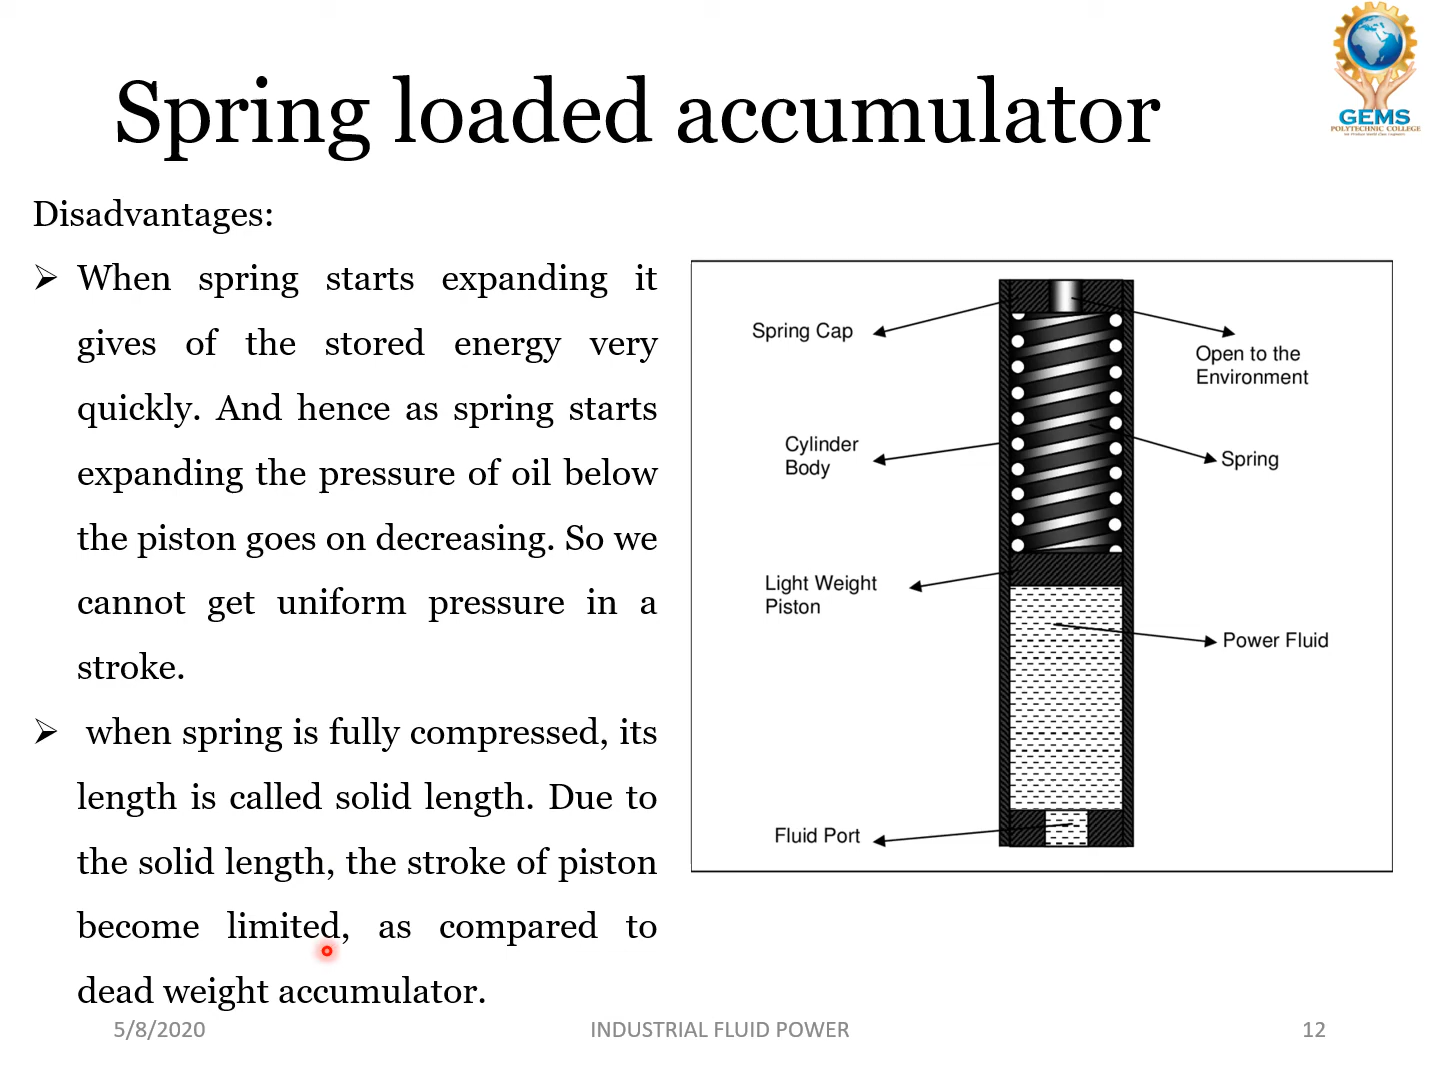 Spring loaded accumulator
GEMS
POLYTECHNIC COLLEGE
Disadvantages:
➢ When spring starts expanding it
gives of the stored energy very
quickly. And hence as spring starts
expanding the pressure of oil below
the piston goes on decreasing. So we
cannot get uniform pressure in a
stroke.
➢ when spring is fully compressed, its
length is called solid length. Due to
the solid length, the stroke of piston
become limited, as compared to
dead weight accumulator.
Spring Cap
Open to the
Environment
Cylinder
Body
Spring
Light Weight
Piston
Power Fluid
Fluid Port
5/8/2020
INDUSTRIAL FLUID POWER
12